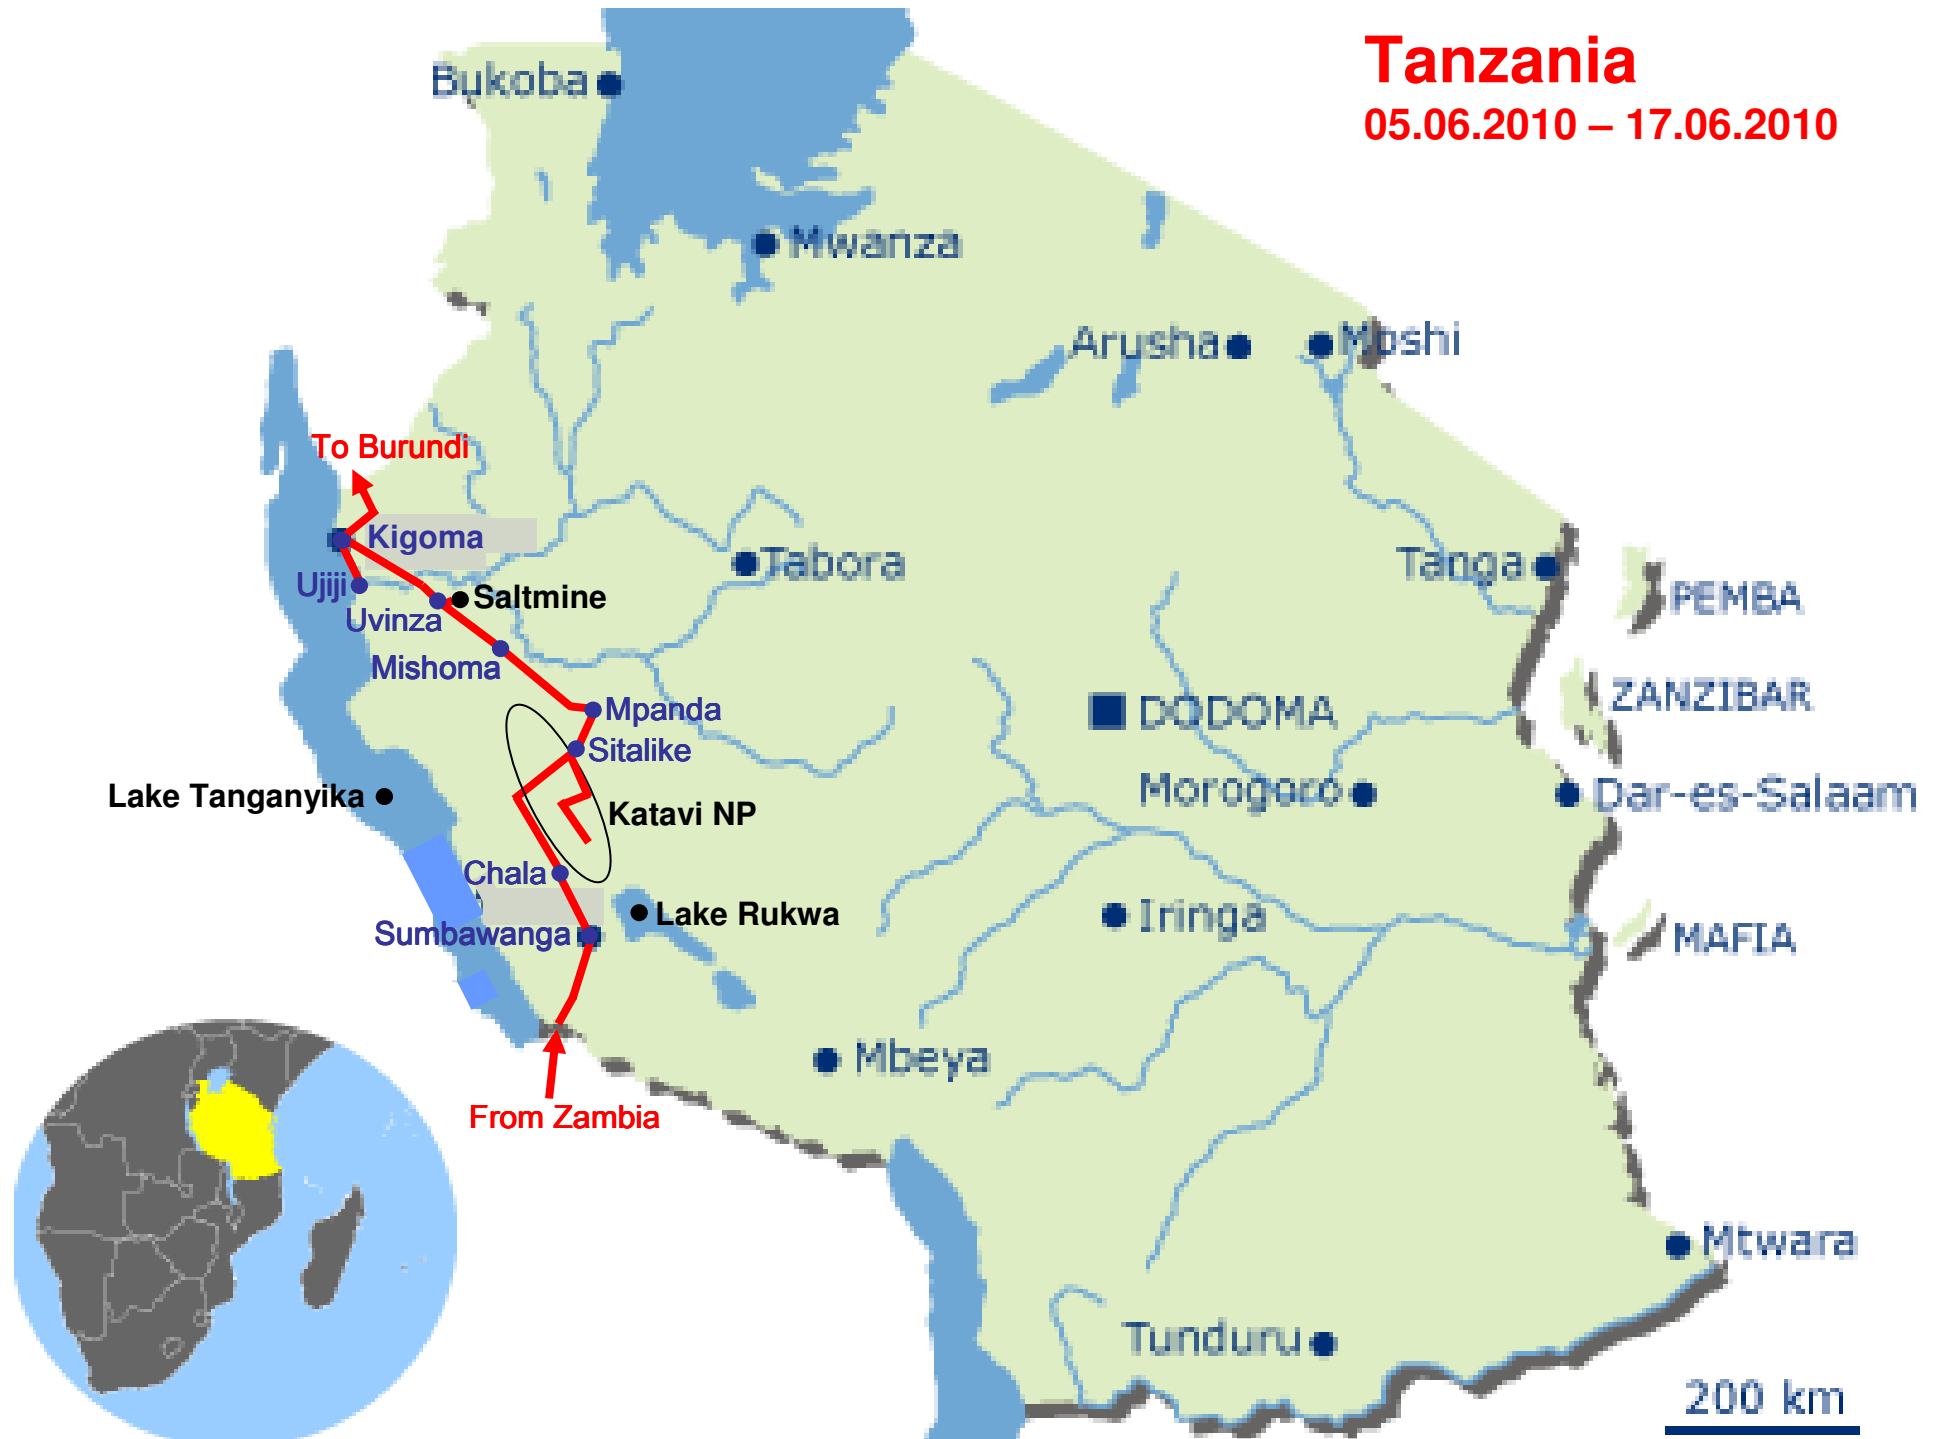 Tanzania
05.06.2010 – 17.06.2010
Bukoba
Mwanza
Arusha
Moshi
To Burundi
Kigoma
Ujiji
Uvinza
Saltmine
Mishoma
Tabora
Tanga
PEMBA
ZANZIBAR
Mpanda
Sitalike
DODOMA
Morogoro
Dar-es-Salaam
Lake Tanganyika
Katavi NP
Chala
Lake Rukwa
Sumbawanga
Iringa
MAFIA
Mbeya
From Zambia
Mtwara
Tunduru
200 km